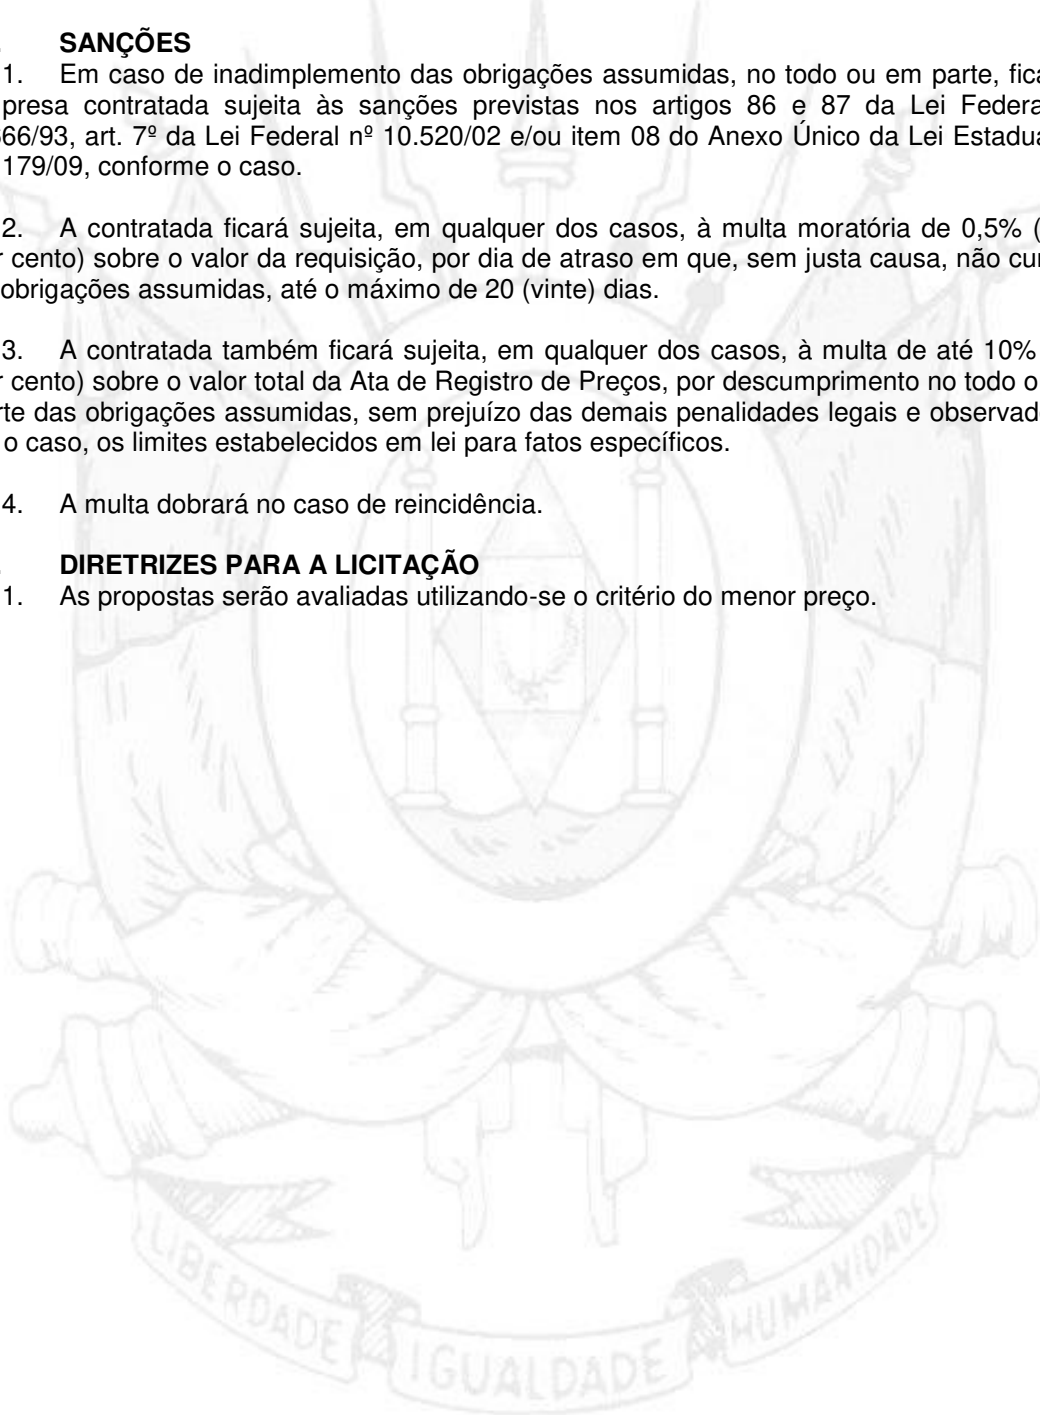 . SANÇÕES
1. Em caso de inadimplemento das obrigações assumidas, no todo ou em parte, fica
presa contratada sujeita às sanções previstas nos artigos 86 e 87 da Lei Federa
666/93, art. 7º da Lei Federal nº 10.520/02 e/ou item 08 do Anexo Único da Lei Estadua
179/09, conforme o caso.
2. A contratada ficará sujeita, em qualquer dos casos, à multa moratória de 0,5% (
r cento) sobre o valor da requisição, por dia de atraso em que, sem justa causa, não cu
obrigações assumidas, até o máximo de 20 (vinte) dias.
3. A contratada também ficará sujeita, em qualquer dos casos, à multa de até 10%
r cento) sobre o valor total da Ata de Registro de Preços, por descumprimento no todo o
rte das obrigações assumidas, sem prejuízo das demais penalidades legais e observad
o caso, os limites estabelecidos em lei para fatos específicos.
4. A multa dobrará no caso de reincidência.
. DIRETRIZES PARA A LICITAÇÃO
1. As propostas serão avaliadas utilizando-se o critério do menor preço.
LIBERDADE IGUALDADE HUMANIDADE